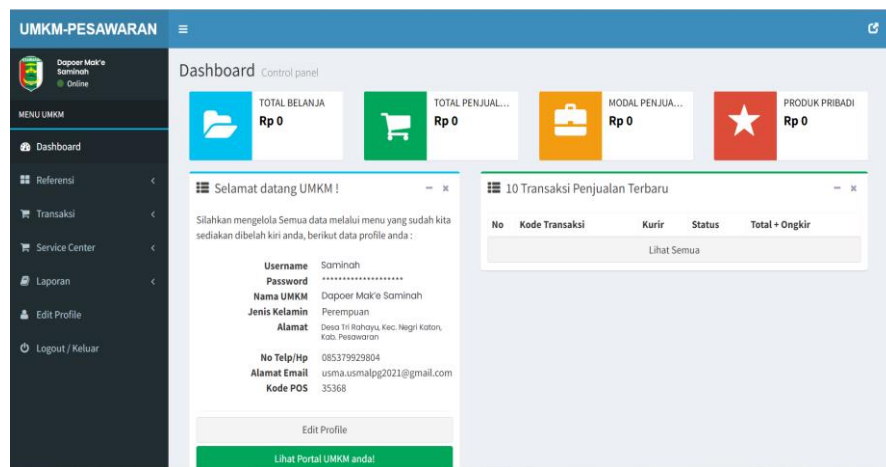 UMKM-PESAWARAN
Dapoer Mak'e
Saminah
Online
MENU UMKM
Dashboard
Referensi
Transaksi
Service Center
Laporan
Edit Profile
Logout / Keluar
Dashboard Control panel
TOTAL BELANJA
Rp 0
TOTAL PENJUAL...
Rp 0
MODAL PENJUA...
Rp 0
PRODUK PRIBADI
Rp 0
Selamat datang UMKM !
Silahkan mengelola Semua data melalui menu yang sudah kita
sediakan dibelah kiri anda, berikut data profile anda :
Username Saminah
Password ********************
Nama UMKM Dapoer Mak'e Saminah
Jenis Kelamin Perempuan
Alamat Desa Tri Rahayu, Kec. Negri Katon,
Kab. Pesawaran
No Telp/Hp 085379929804
Alamat Email usma.usmalpg2021@gmail.com
Kode POS 35368
Edit Profile
Lihat Portal UMKM anda!
10 Transaksi Penjualan Terbaru
No Kode Transaksi Kurir Status Total + Ongkir
Lihat Semua